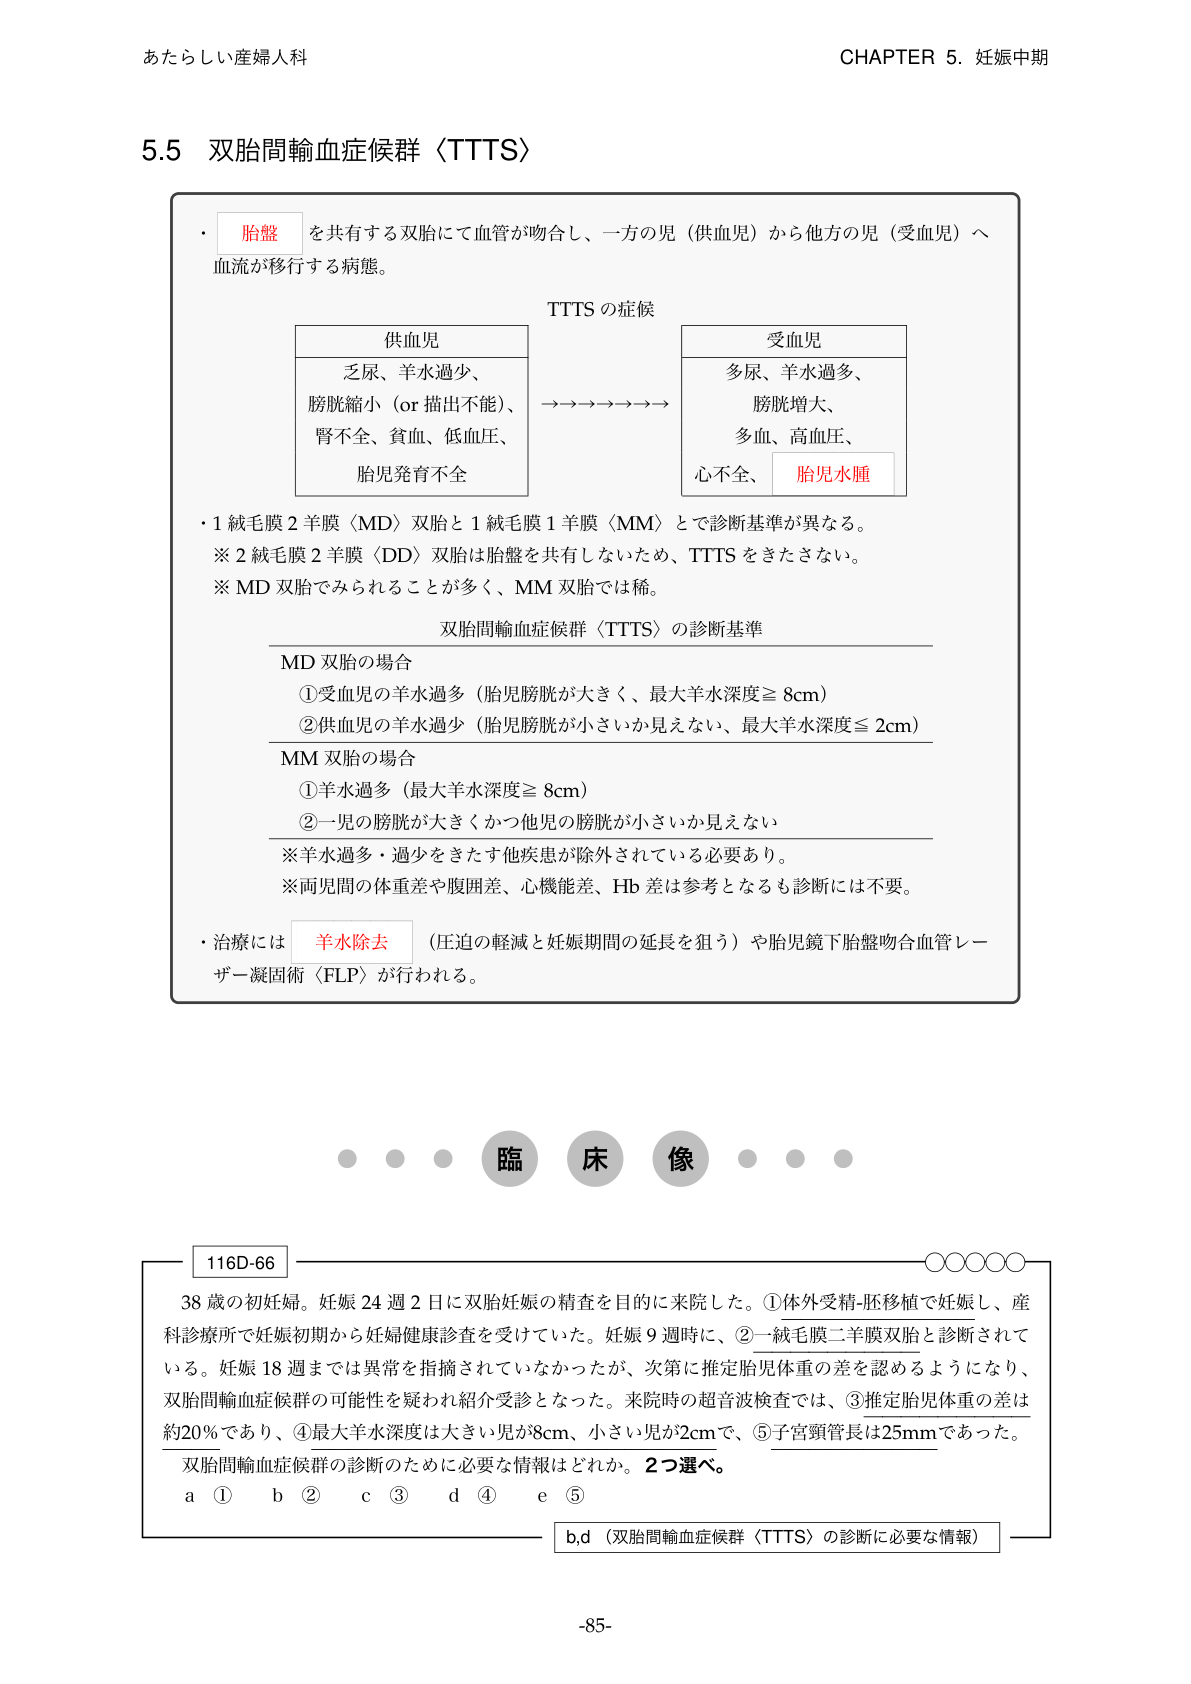 あたらしい産婦人科
CHAPTER 5. 妊娠中期
5.5 双胎間輸血症候群〈TTTS〉
・ 胎盤 を共有する双胎にて血管が吻合し、一方の児（供血児）から他方の児（受血児）へ
血流が移行する病態。
TTTS の症候
供血児
乏尿、羊水過少、
膀胱縮小（or 描出不能）、
腎不全、貧血、低血圧、
胎児発育不全
→→→→→→→
受血児
多尿、羊水過多、
膀胱増大、
多血、高血圧、
心不全、 胎児水腫
・1 絨毛膜 2 羊膜〈MD〉双胎と 1 絨毛膜 1 羊膜〈MM〉とで診断基準が異なる。
※ 2 絨毛膜 2 羊膜〈DD〉双胎は胎盤を共有しないため、TTTS をきたさない。
※ MD 双胎でみられることが多く、MM 双胎では稀。
双胎間輸血症候群〈TTTS〉の診断基準
MD 双胎の場合
①受血児の羊水過多（胎児膀胱が大きく、最大羊水深度≧ 8cm）
②供血児の羊水過少（胎児膀胱が小さいか見えない、最大羊水深度≦ 2cm）
MM 双胎の場合
①羊水過多（最大羊水深度≧ 8cm）
②一児の膀胱が大きくかつ他児の膀胱が小さいか見えない
※羊水過多・過少をきたす他疾患が除外されている必要あり。
※両児間の体重差や腹囲差、心機能差、Hb 差は参考となるも診断には不要。
・治療には 羊水除去 （圧迫の軽減と妊娠期間の延長を狙う）や胎児鏡下胎盤吻合血管レー
ザー凝固術〈FLP〉が行われる。
臨床像
116D-66
38 歳の初妊婦。妊娠 24 週 2 日に双胎妊娠の精査を目的に来院した。①体外受精-胚移植で妊娠し、産
科診療所で妊娠初期から妊婦健康診査を受けていた。妊娠 9 週時に、②一絨毛膜二羊膜双胎と診断されて
いる。妊娠 18 週までは異常を指摘されていなかったが、次第に推定胎児体重の差を認めるようになり、
双胎間輸血症候群の可能性を疑われ紹介受診となった。来院時の超音波検査では、③推定胎児体重の差は
約20%であり、④最大羊水深度は大きい児が8cm、小さい児が2cmで、⑤子宮頸管長は25mmであった。
双胎間輸血症候群の診断のために必要な情報はどれか。2つ選べ。
a ① b ② c ③ d ④ e ⑤
b,d （双胎間輸血症候群〈TTTS〉の診断に必要な情報）
-85-